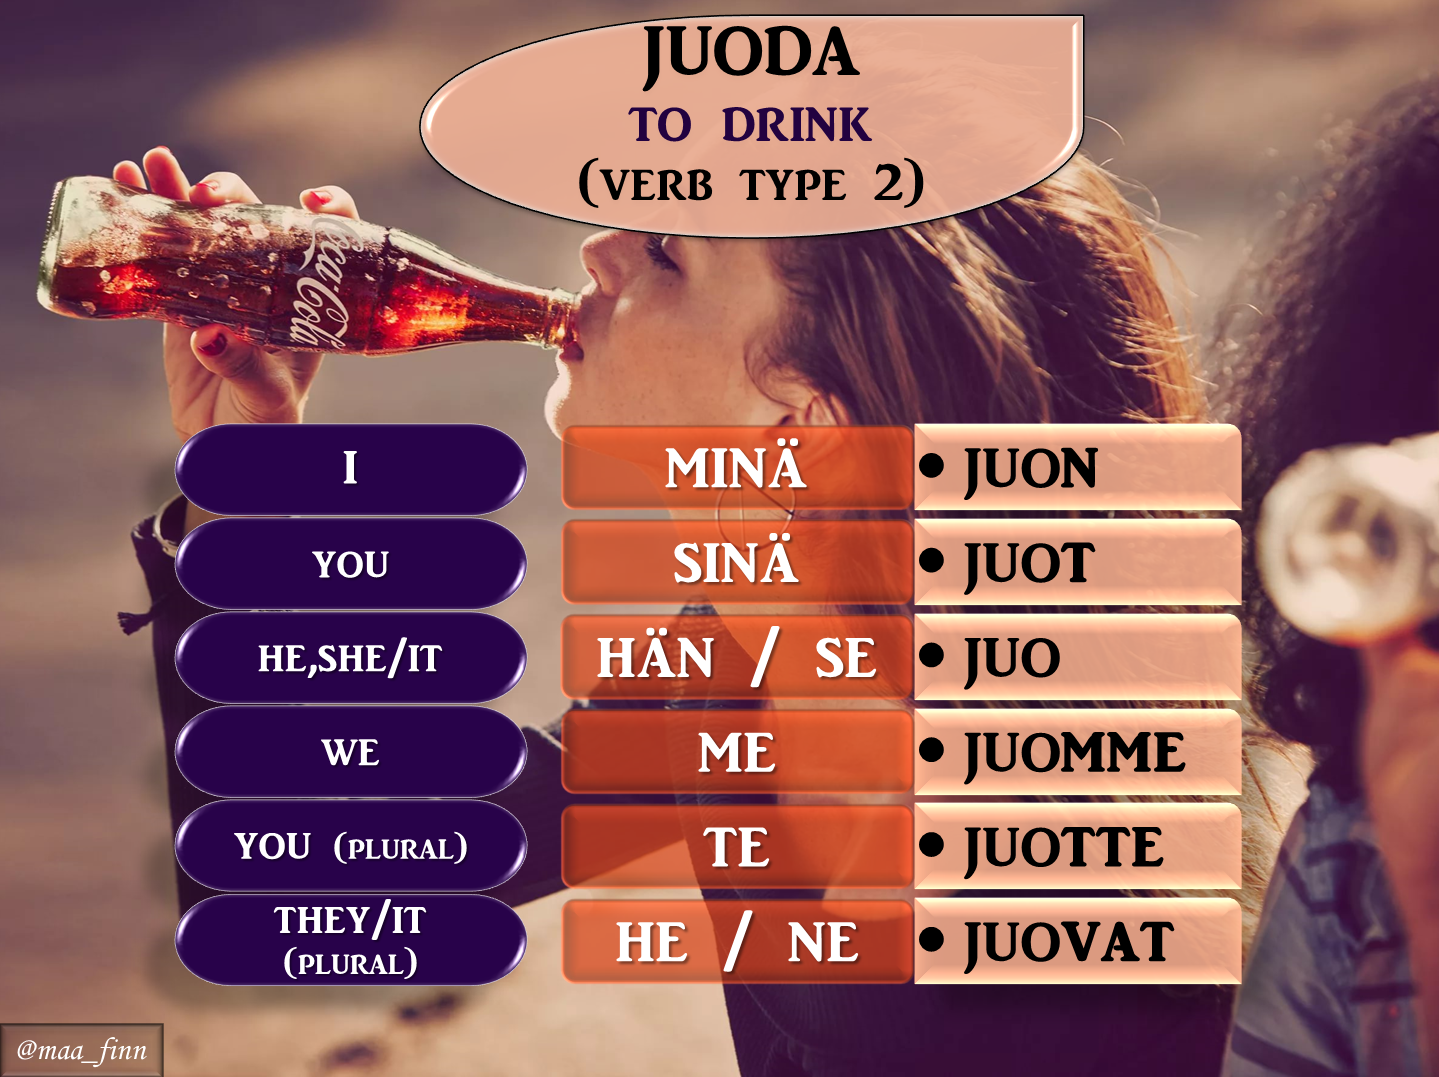 JUODA
TO DRINK
(VERB TYPE 2)
Coca-Cola
I MINÄ • JUON
YOU SINÄ • JUOT
HE,SHE/IT HÄN / SE • JUO
WE ME • JUOMME
YOU (PLURAL) TE • JUOTTE
THEY/IT
(PLURAL) HE / NE • JUOVAT
@maa_finn